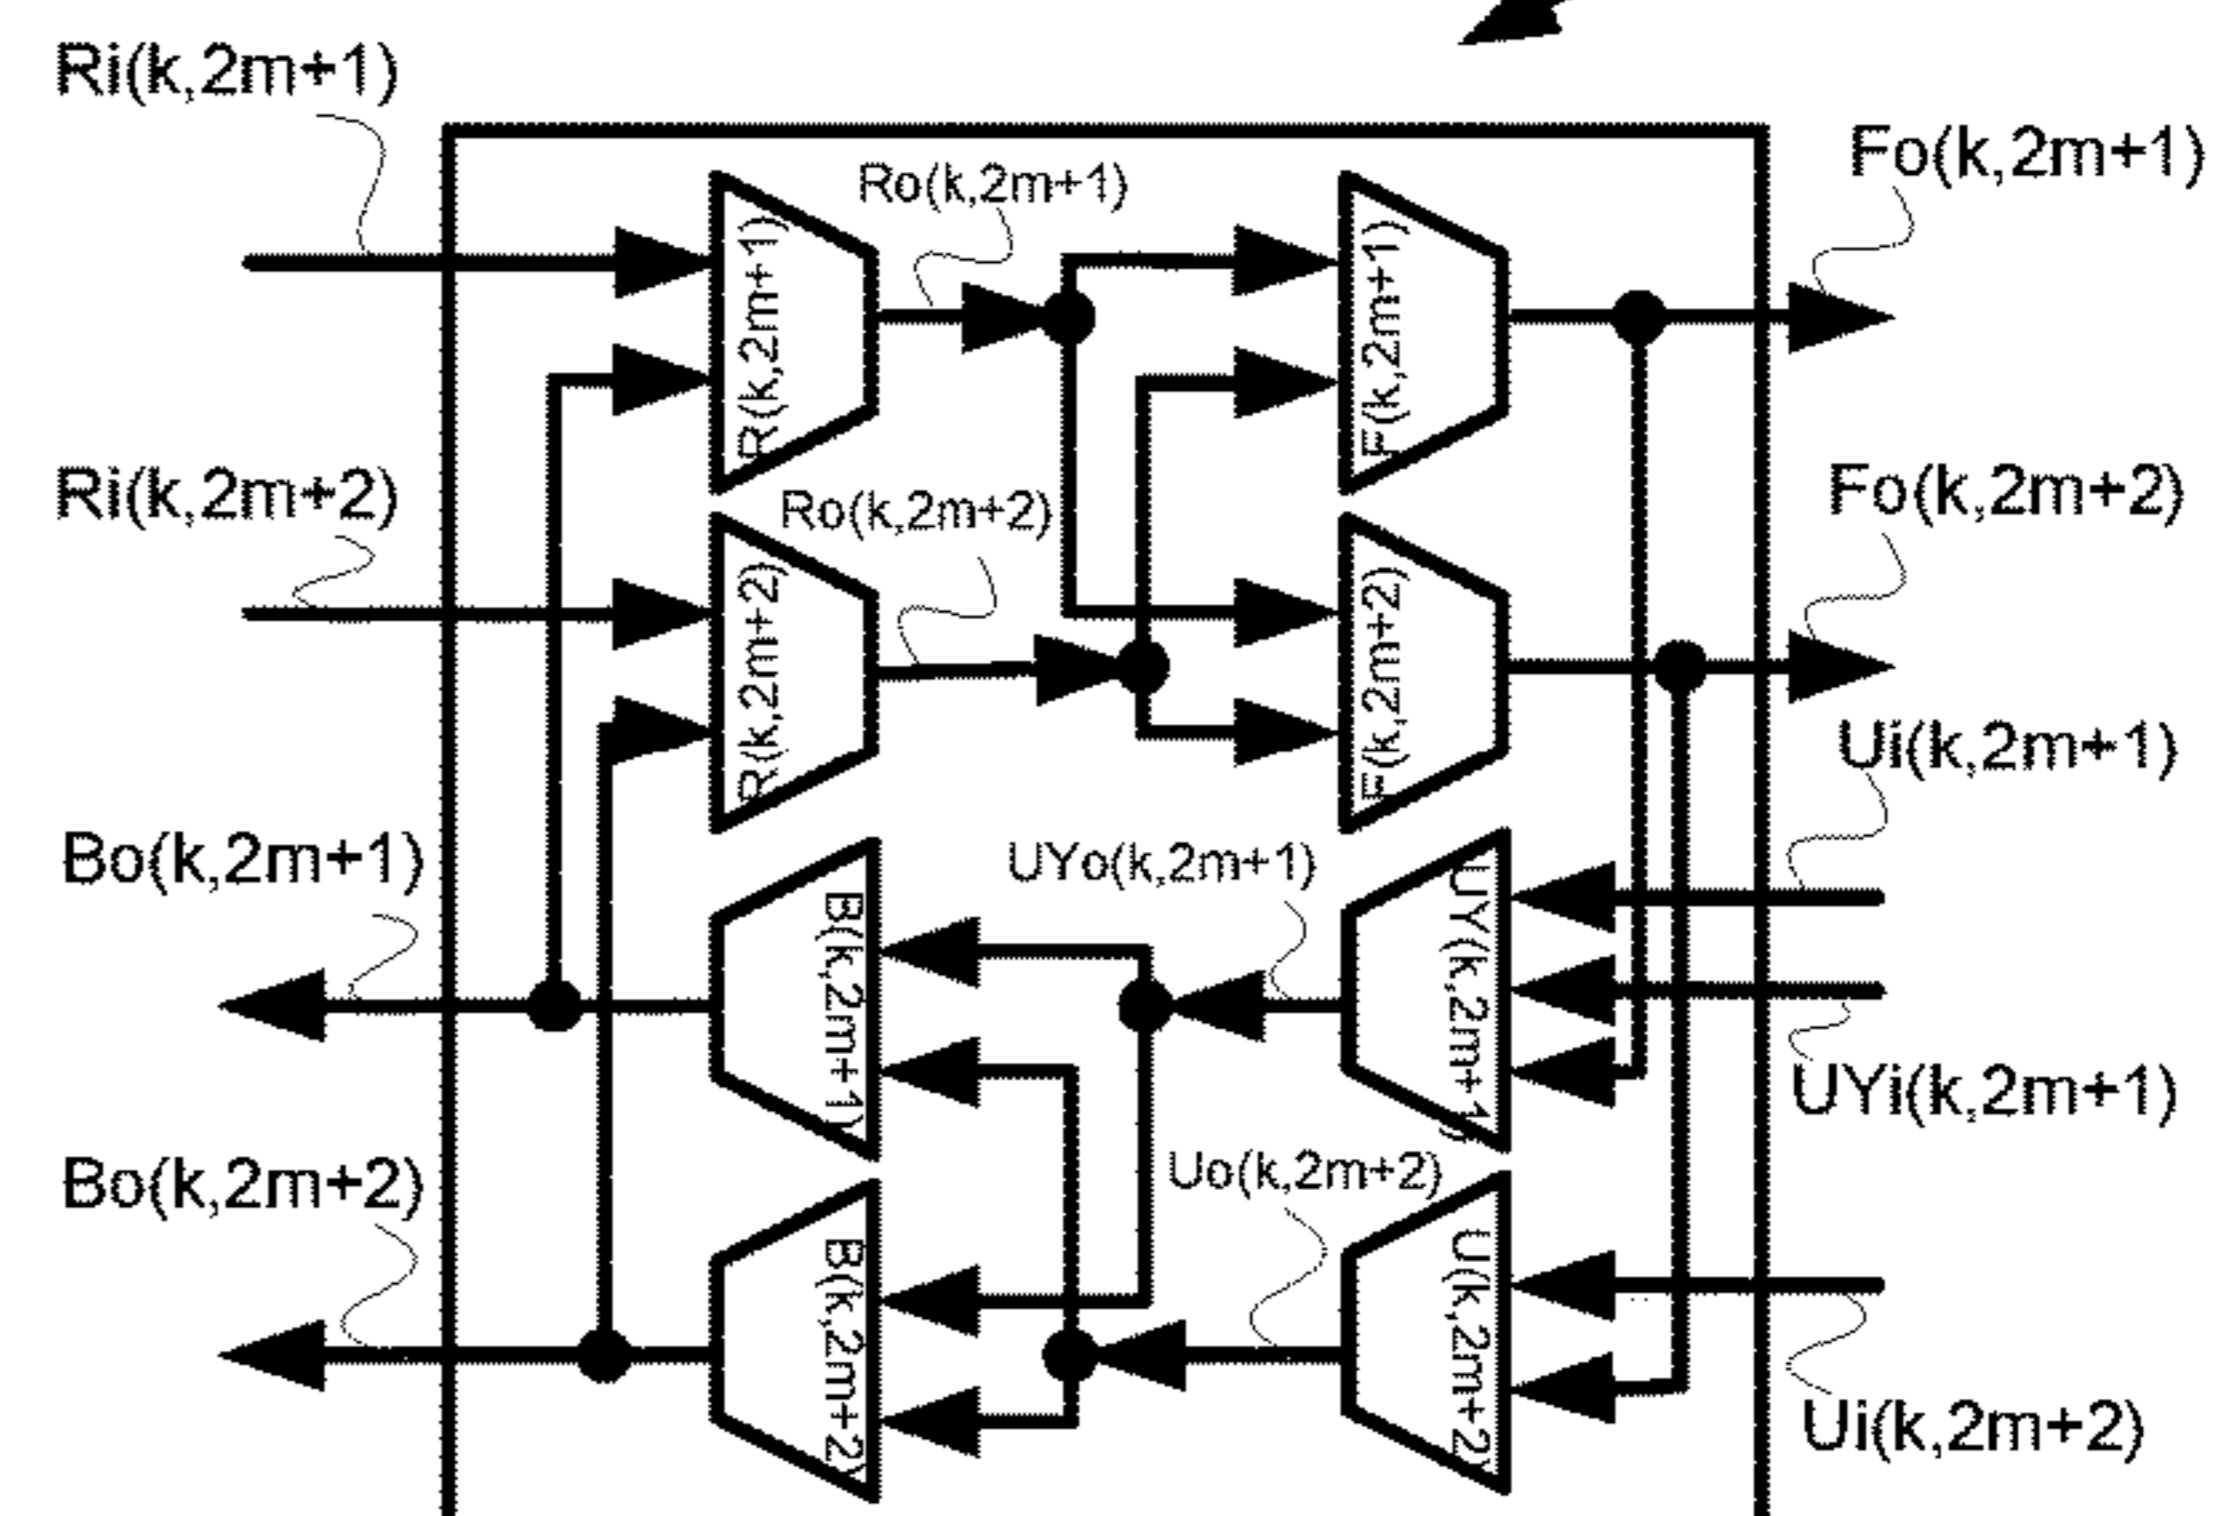 Ri(k,2m+1)
Fo(k,2m+1)
Ro(k,2m+1)
R(k,2m+1)
F(k,2m+1)
Ri(k,2m+2)
Ro(k,2m+2)
Fo(k,2m+2)
R(k,2m+2)
F(k,2m+2)
Ui(k,2m+1)
Bo(k,2m+1)
UYo(k,2m+1)
B(k,2m+1)
UY(k,2m+1)
UYi(k,2m+1)
Bo(k,2m+2)
Uo(k,2m+2)
B(k,2m+2)
U(k,2m+2)
Ui(k,2m+2)